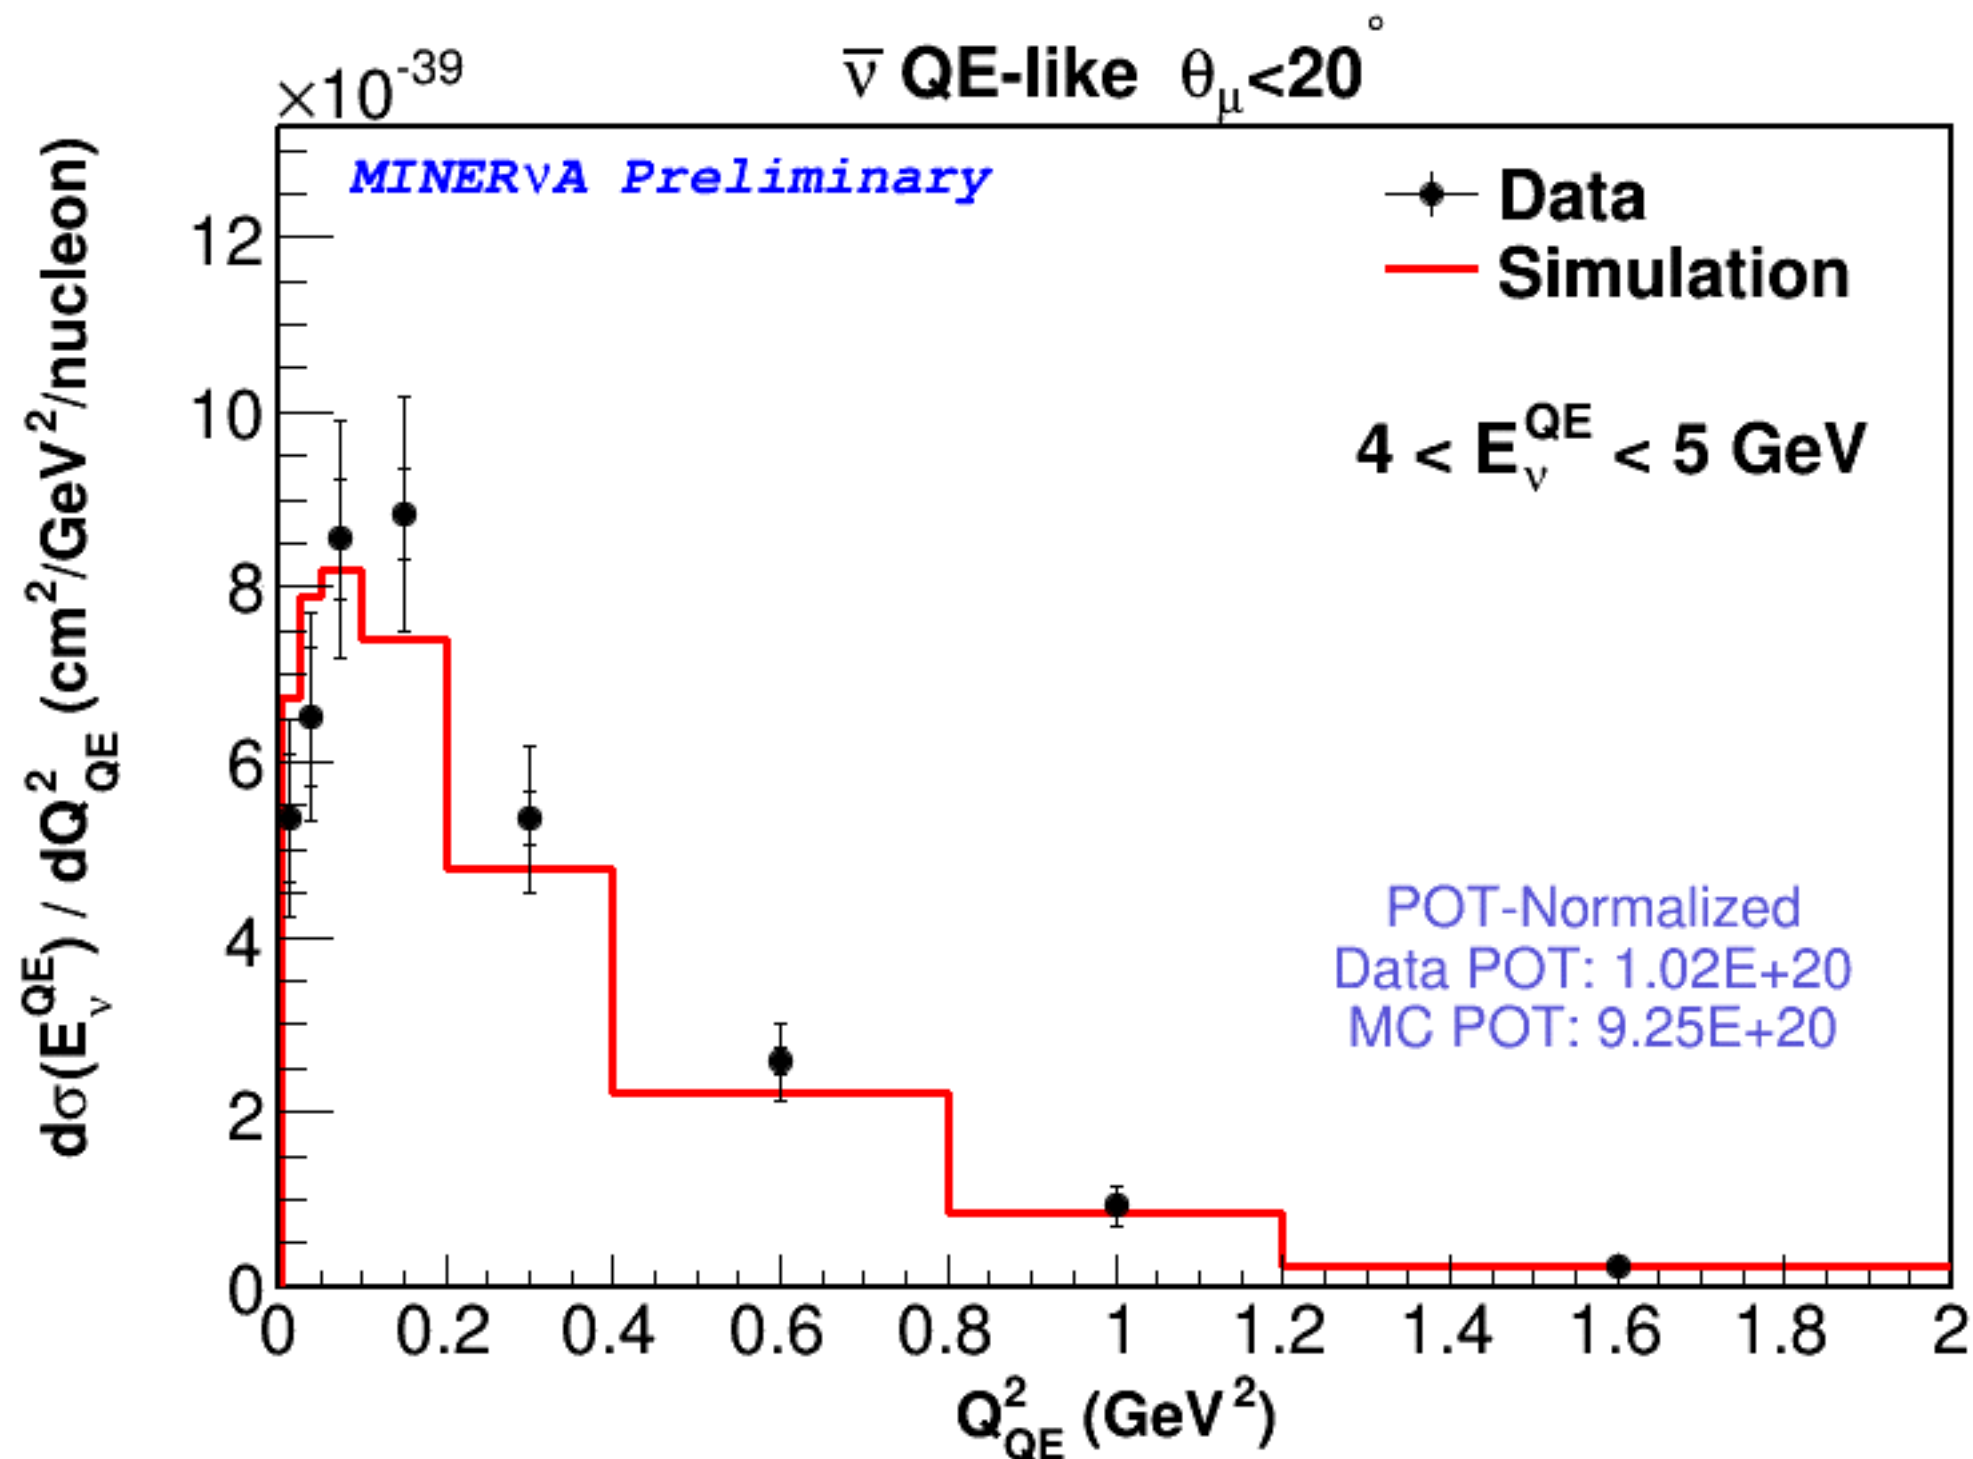 ×10⁻³⁹
ν̅ QE-like θ_μ<20°
MINERνA Preliminary
Data
Simulation
4 < E_ν^QE < 5 GeV
POT-Normalized
Data POT: 1.02E+20
MC POT: 9.25E+20
dσ(E_ν^QE) / dQ²_QE (cm²/GeV²/nucleon)
12
10
8
6
4
2
0
0 0.2 0.4 0.6 0.8 1 1.2 1.4 1.6 1.8 2
Q²_QE (GeV²)